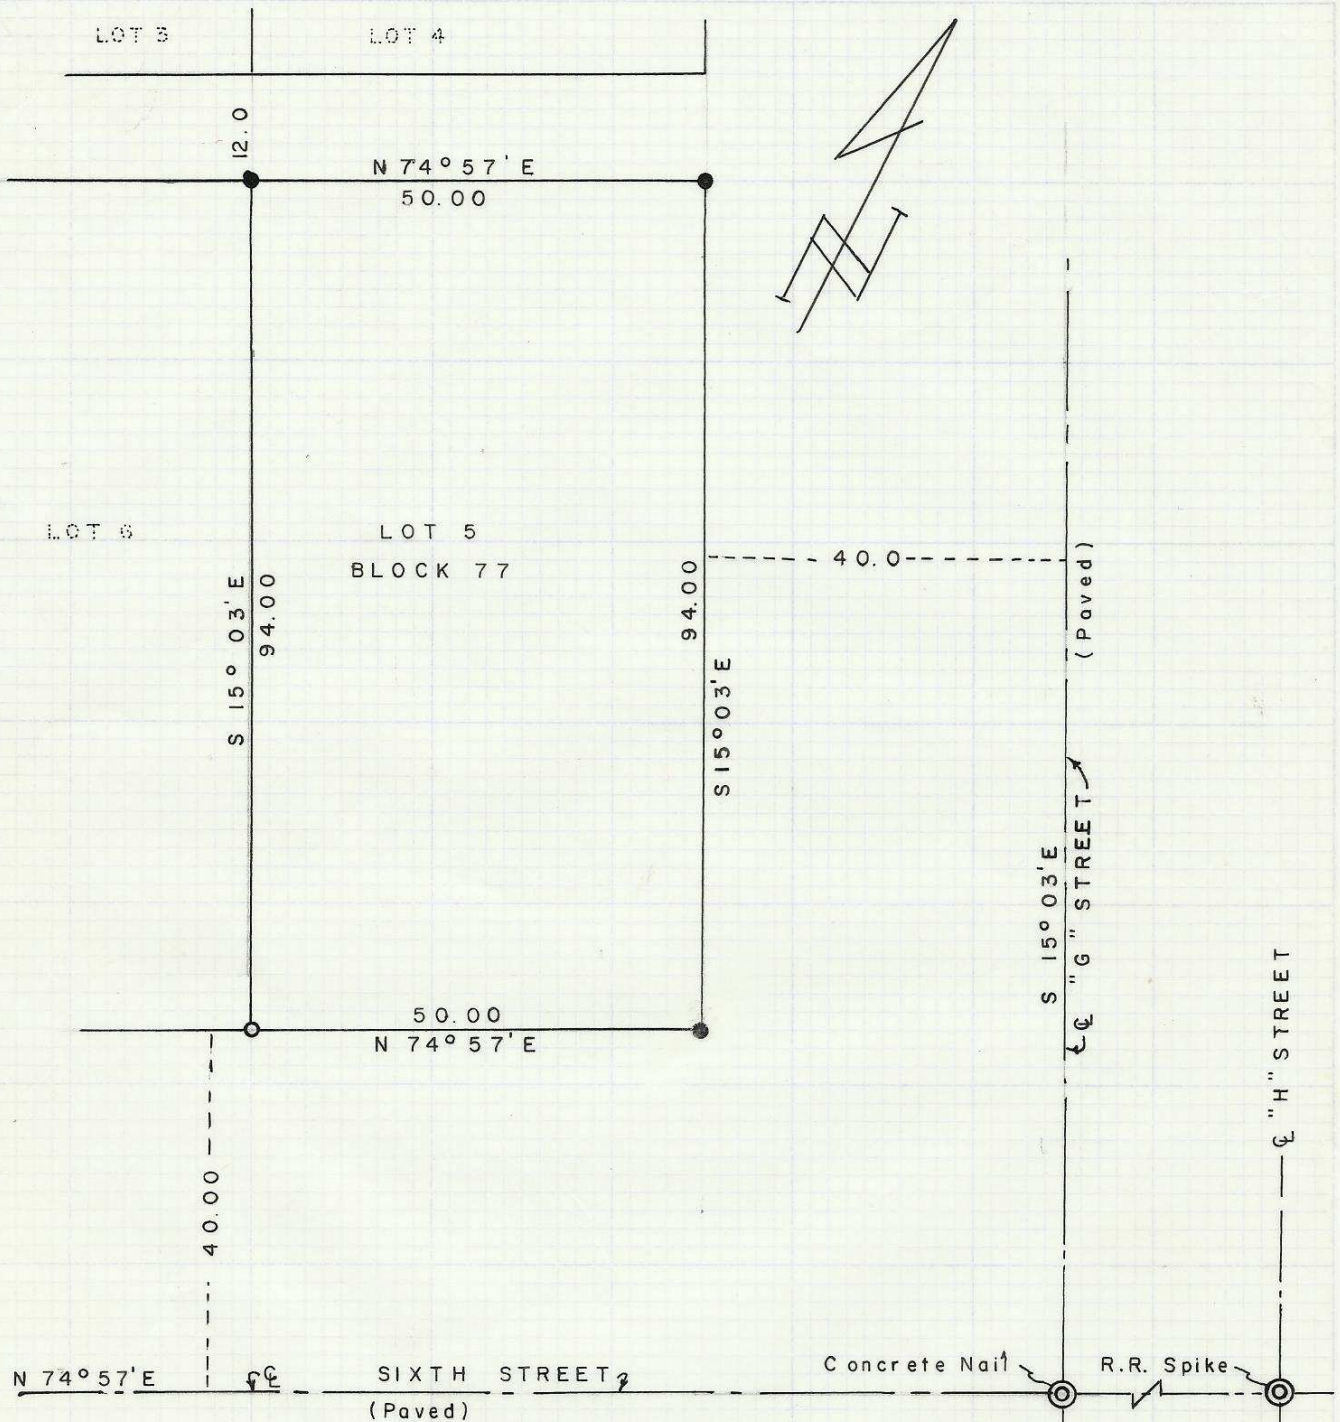 LOT 3
LOT 4
12.0
N 74° 57' E
50.00
N
LOT 6
LOT 5
BLOCK 77
S 15° 03' E
94.00
94.00
S 15° 03' E
40.0
(Paved)
S 15° 03' E
℄ "G" STREET
℄ "H" STREET
50.00
N 74° 57' E
40.00
N 74° 57' E
℄
SIXTH STREET
(Paved)
Concrete Nail
R.R. Spike